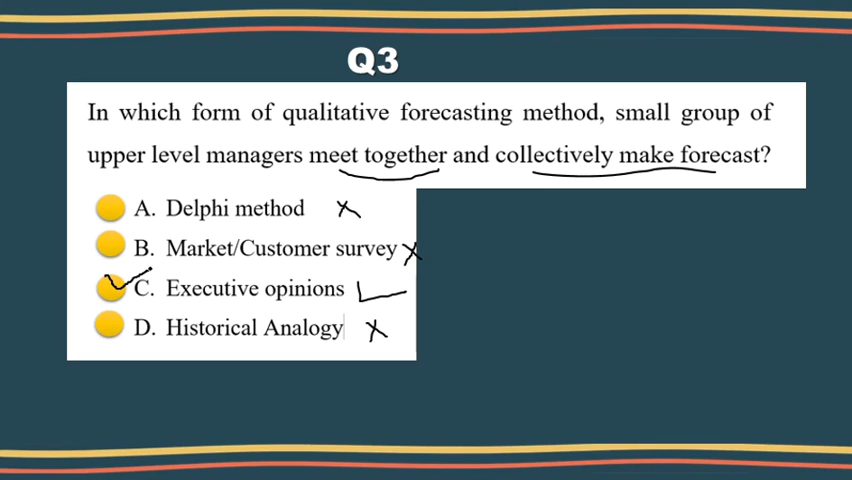 Q3
In which form of qualitative forecasting method, small group of
upper level managers meet together and collectively make forecast?
A. Delphi method
B. Market/Customer survey
C. Executive opinions
D. Historical Analogy